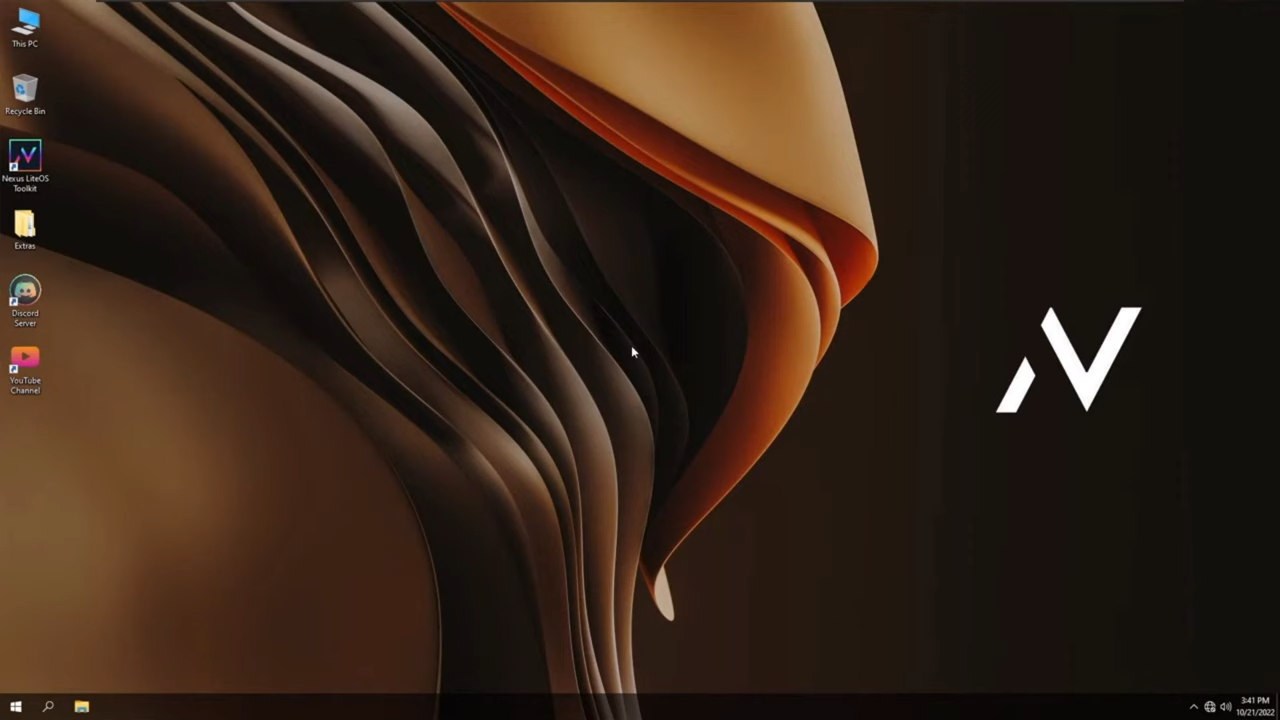 This PC
Recycle Bin
Nexus LiteOS
Toolkit
Extras
Discord
Server
YouTube
Channel
3:41 PM
10/21/2022